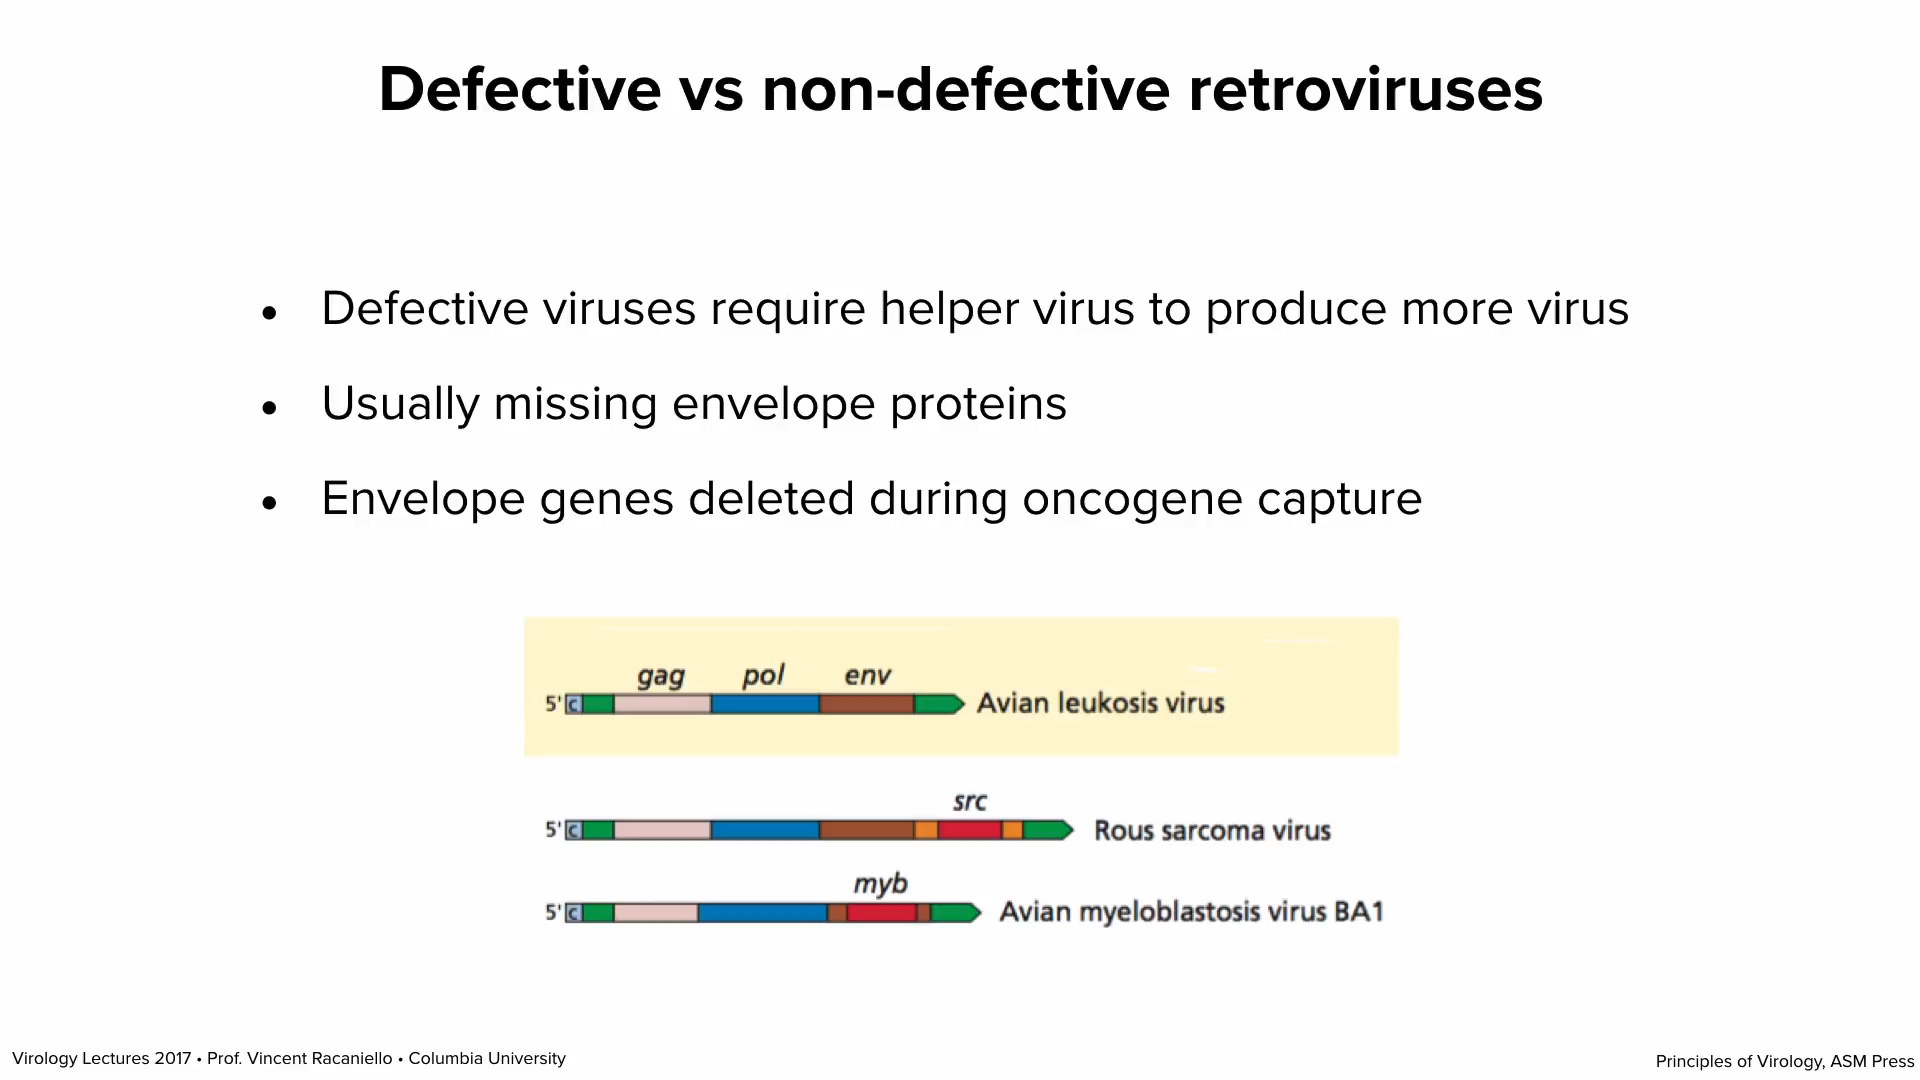 Defective vs non-defective retroviruses
• Defective viruses require helper virus to produce more virus
• Usually missing envelope proteins
• Envelope genes deleted during oncogene capture
gag pol env
5' C Avian leukosis virus
src
5' C Rous sarcoma virus
myb
5' C Avian myeloblastosis virus BA1
Virology Lectures 2017 • Prof. Vincent Racaniello • Columbia University
Principles of Virology, ASM Press